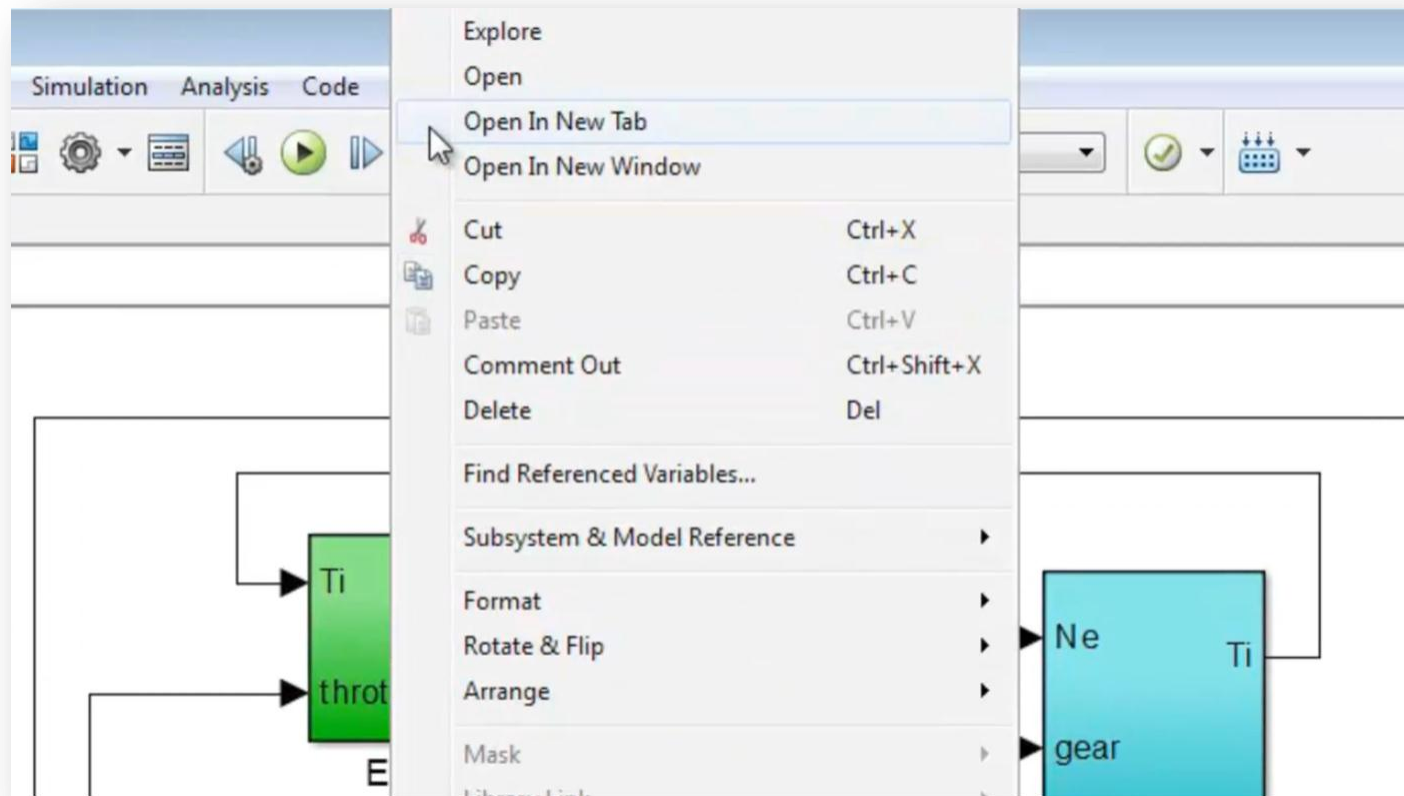 Explore
Open
Simulation Analysis Code
Open In New Tab
Open In New Window
Cut Ctrl+X
Copy Ctrl+C
Paste Ctrl+V
Comment Out Ctrl+Shift+X
Delete Del
Find Referenced Variables...
Subsystem & Model Reference
Ti
Format
Ne
Rotate & Flip
Ti
throt
Arrange
gear
Mask
E